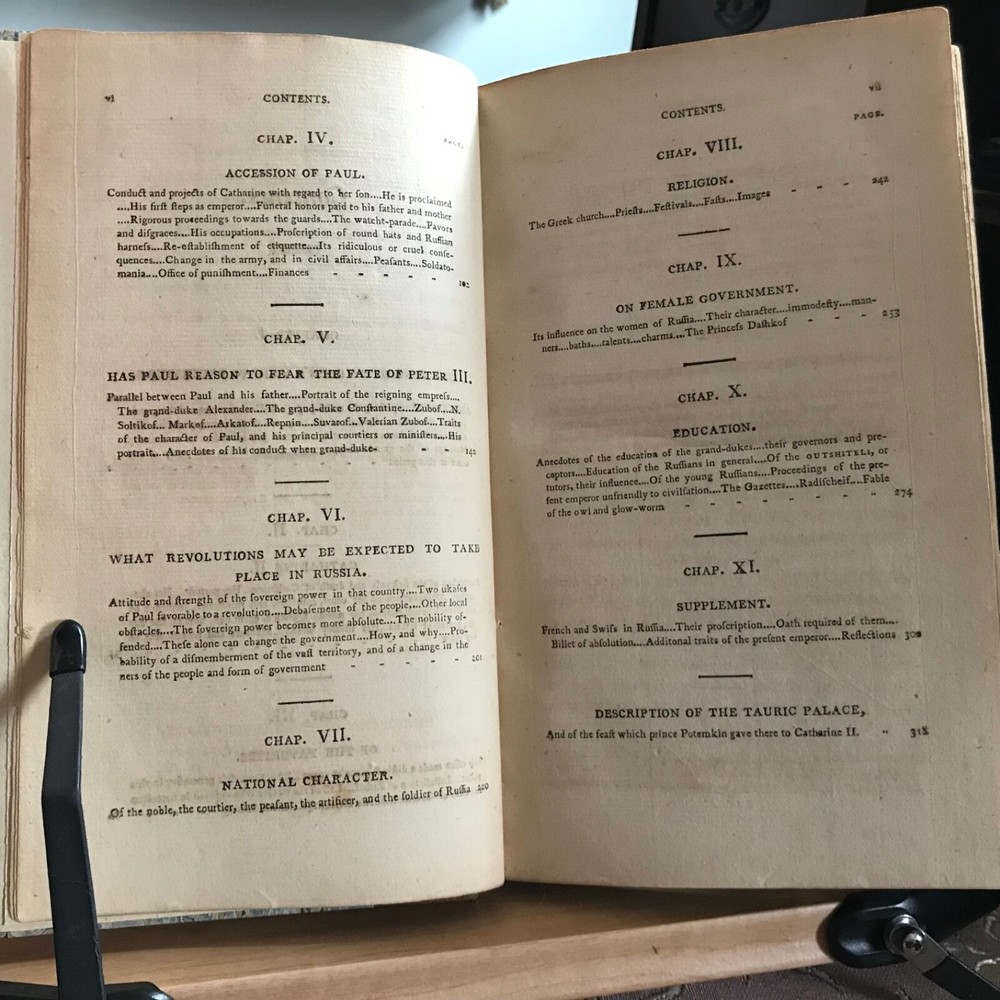 vi
CONTENTS.
CHAP. IV.
PAGE.
ACCESSION OF PAUL.
Conduct and projects of Catharine with regard to her son....He is proclaimed
....His firſt ſteps as emperor....Funeral honors paid to his father and mother
....Rigorous proceedings towards the guards....The watcht-parade....Favors
and diſgraces....His occupations....Proſcription of round hats and Ruſſian
harneſs....Re-eſtabliſhment of etiquette....Its ridiculous or cruel conſe-
quences....Change in the army, and in civil affairs....Peaſants....Soldato-
mania....Office of puniſhment....Finances - - - - - 102
CHAP. V.
HAS PAUL REASON TO FEAR THE FATE OF PETER III.
Parallel between Paul and his father....Portrait of the reigning empreſs....
The grand-duke Alexander....The grand-duke Conſtantine....Zubof....N.
Soltikof... Markof....Arkatof....Repnin....Suvarof...Valerian Zubof....Traits
of the character of Paul, and his principal courtiers or miniſters....His
portrait....Anecdotes of his conduct when grand-duke- - - 142
CHAP. VI.
WHAT REVOLUTIONS MAY BE EXPECTED TO TAKE
PLACE IN RUSSIA.
Attitude and ſtrength of the ſovereign power in that country....Two ukaſes
of Paul favorable to a revolution....Debaſement of the people....Other local
obſtacles....The ſovereign power becomes more abſolute....The nobility of-
fended....Theſe alone can change the government....How, and why....Pro-
bability of a diſmemberment of the vaſt territory, and of a change in the
ners of the people and form of government - - - - - 201
CHAP. VII.
NATIONAL CHARACTER.
Of the noble, the courtier, the peaſant, the artificer, and the ſoldier of Ruſſia 200
CONTENTS.
vii
PAGE.
CHAP. VIII.
RELIGION.
The Greek church....Prieſts....Feſtivals....Faſts....Images - - - 242
CHAP. IX.
ON FEMALE GOVERNMENT.
Its influence on the women of Ruſſia....Their character....immodeſty....man-
ners....baths....talents....charms....The Princeſs Daſhkof - - - 253
CHAP. X.
EDUCATION.
Anecdotes of the education of the grand-dukes....their governors and pre-
ceptors....Education of the Ruſſians in general....Of the OUTSHITELI, or
tutors, their influence....Of the young Ruſſians....Proceedings of the pre-
ſent emperor unfriendly to civiliſation....The Gazettes....Radiſcheif....Fable
of the owl and glow-worm - - - - - - - - 274
CHAP. XI.
SUPPLEMENT.
French and Swiſs in Ruſſia....Their proſcription....Oath required of them....
Billet of abſolution....Additonal traits of the preſent emperor....Reflections 300
DESCRIPTION OF THE TAURIC PALACE,
And of the feaſt which prince Potemkin gave there to Catharine II. - 318